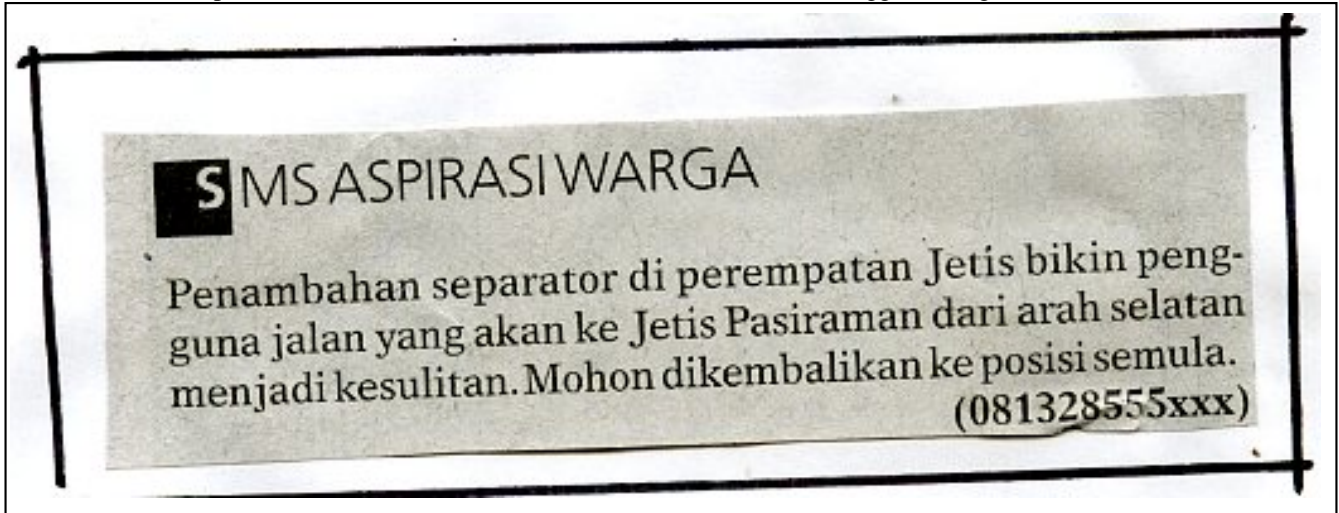 SMS ASPIRASI WARGA
Penambahan separator di perempatan Jetis bikin peng-
guna jalan yang akan ke Jetis Pasiraman dari arah selatan
menjadi kesulitan. Mohon dikembalikan ke posisi semula.
(081328555xxx)